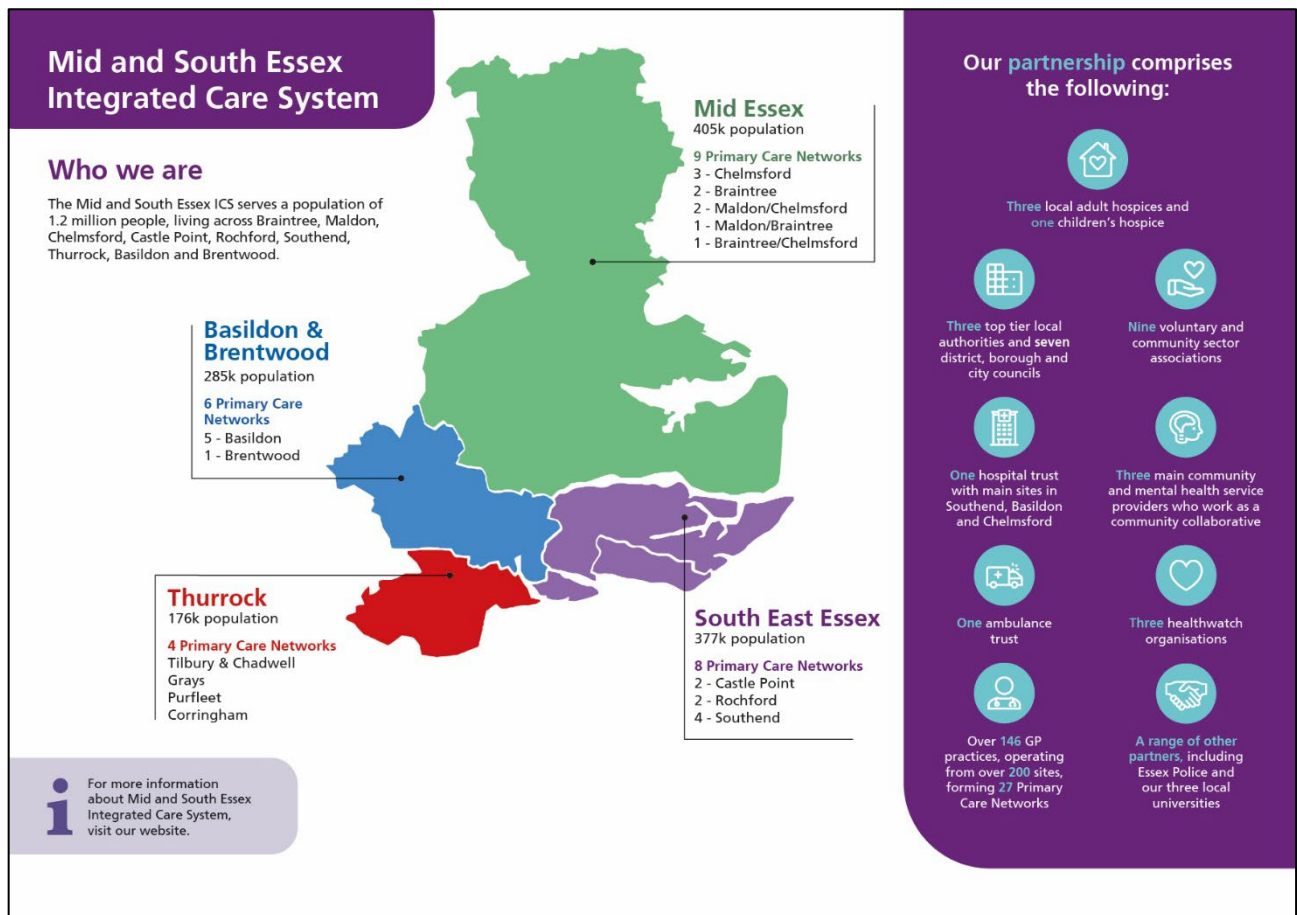 Mid and South Essex
Integrated Care System
Who we are
The Mid and South Essex ICS serves a population of
1.2 million people, living across Braintree, Maldon,
Chelmsford, Castle Point, Rochford, Southend,
Thurrock, Basildon and Brentwood.
Mid Essex
405k population
9 Primary Care Networks
3 - Chelmsford
2 - Braintree
2 - Maldon/Chelmsford
1 - Maldon/Braintree
1 - Braintree/Chelmsford
Basildon &
Brentwood
285k population
6 Primary Care
Networks
5 - Basildon
1 - Brentwood
Thurrock
176k population
4 Primary Care Networks
Tilbury & Chadwell
Grays
Purfleet
Corringham
South East Essex
377k population
8 Primary Care Networks
2 - Castle Point
2 - Rochford
4 - Southend
For more information
about Mid and South Essex
Integrated Care System,
visit our website.
Our partnership comprises
the following:
Three local adult hospices and
one children's hospice
Three top tier local
authorities and seven
district, borough and
city councils
Nine voluntary and
community sector
associations
One hospital trust
with main sites in
Southend, Basildon
and Chelmsford
Three main community
and mental health service
providers who work as a
community collaborative
One ambulance
trust
Three healthwatch
organisations
Over 146 GP
practices, operating
from over 200 sites,
forming 27 Primary
Care Networks
A range of other
partners, including
Essex Police and
our three local
universities